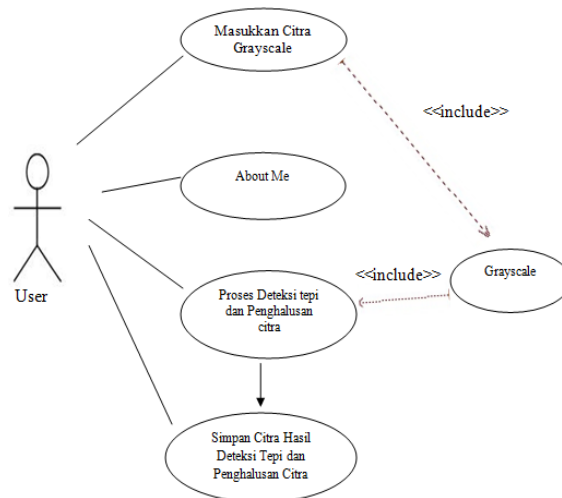 Masukkan Citra
Grayscale
<<include>>
About Me
User
<<include>>
Grayscale
Proses Deteksi tepi
dan Penghalusan
citra
Simpan Citra Hasil
Deteksi Tepi dan
Penghalusan Citra